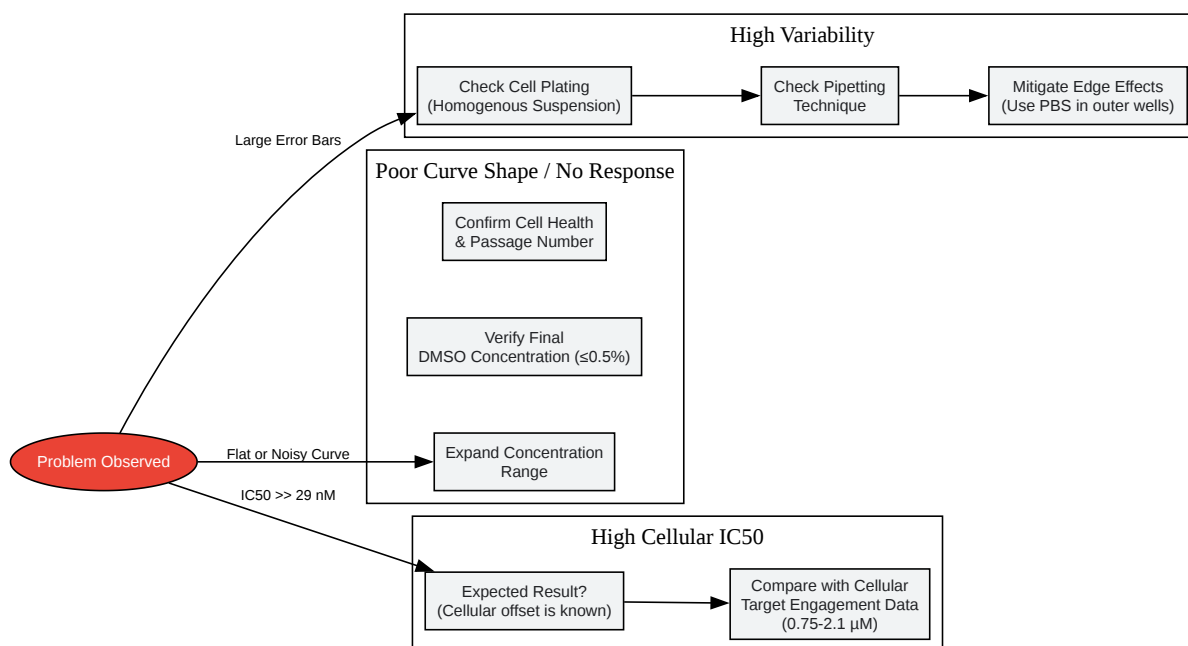 High Variability
Check Cell Plating
(Homogenous Suspension)
Check Pipetting
Technique
Mitigate Edge Effects
(Use PBS in outer wells)
Large Error Bars
Poor Curve Shape / No Response
Confirm Cell Health
& Passage Number
Verify Final
DMSO Concentration (≤0.5%)
Problem Observed
Flat or Noisy Curve
Expand Concentration
Range
IC50 >> 29 nM
High Cellular IC50
Expected Result?
(Cellular offset is known)
Compare with Cellular
Target Engagement Data
(0.75-2.1 µM)